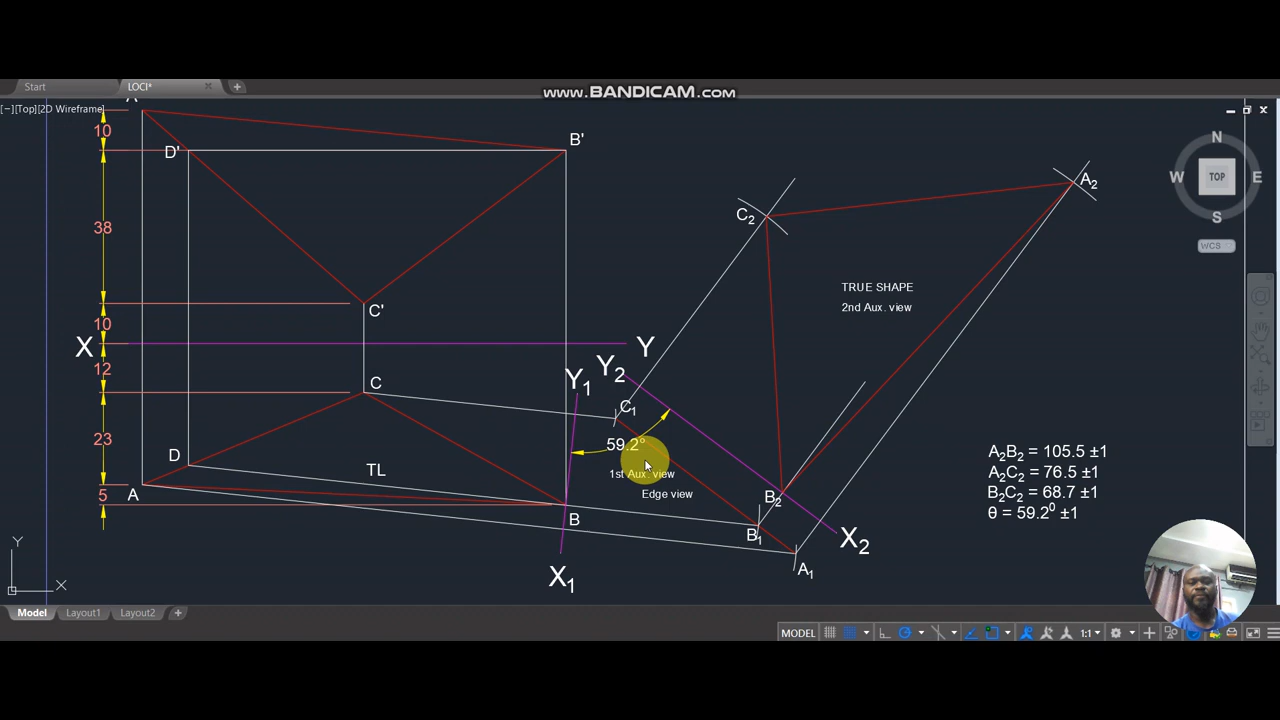 www.BANDICAM.com
Start
LOCI*
[−][Top][2D Wireframe]
10
D'
B'
38
C'
10
X
Y
12
C
23
D
TL
5
A
B
Y1
X1
Y2
C1
59.2°
1st Aux. view
Edge view
B1
A1
B2
X2
C2
A2
TRUE SHAPE
2nd Aux. view
A2B2 = 105.5 ±1
A2C2 = 76.5 ±1
B2C2 = 68.7 ±1
θ = 59.2⁰ ±1
N
W
TOP
E
S
WCS
Y
X
Model
Layout1
Layout2
MODEL
1:1